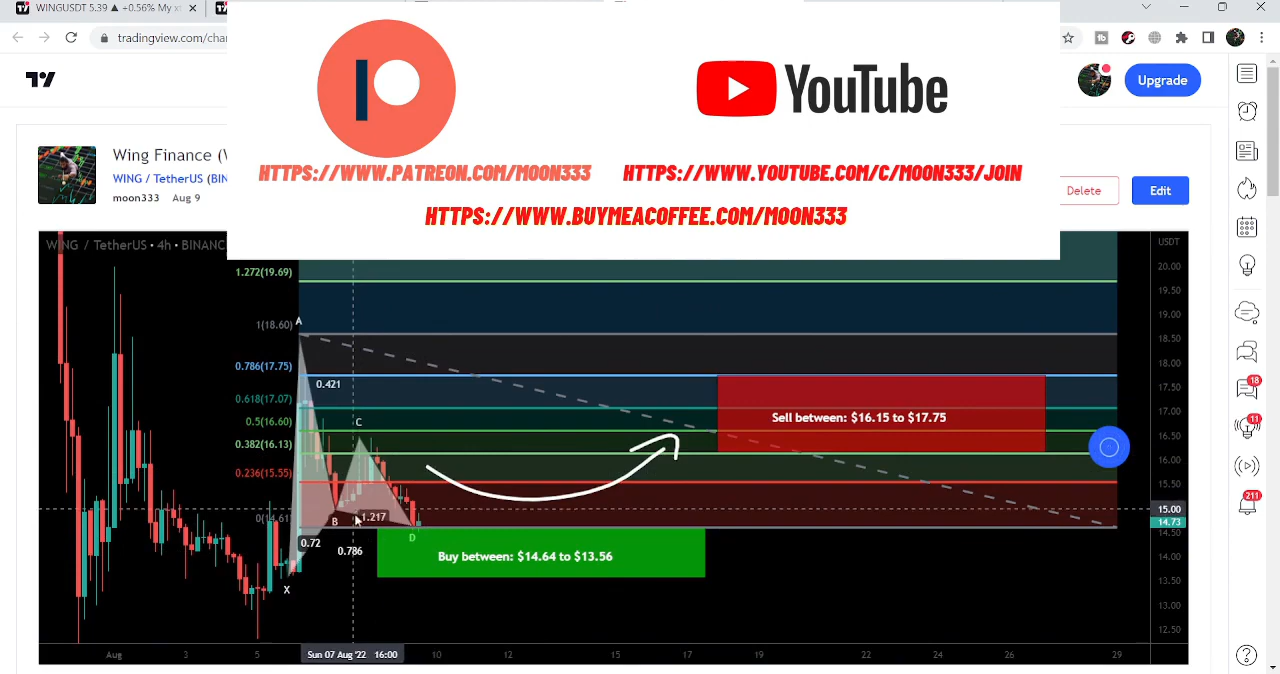 WINGUSDT 5.39 ▲ +0.56% My
tradingview.com/cha
YouTube
Upgrade
HTTPS://WWW.PATREON.COM/MOON333
HTTPS://WWW.YOUTUBE.COM/C/MOON333/JOIN
HTTPS://WWW.BUYMEACOFFEE.COM/MOON333
Wing Finance (
WING / TetherUS (BIN
moon333 Aug 9
Delete
Edit
WING / TetherUS • 4h • BINANC
USDT
1.272(19.69)
1(18.60)
0.786(17.75)
0.618(17.07)
0.5(16.60)
0.382(16.13)
0.236(15.55)
0(14.61)
A
0.421
C
B
1.217
D
0.72
0.786
X
Sell between: $16.15 to $17.75
Buy between: $14.64 to $13.56
20.00
19.50
19.00
18.50
18.00
17.50
17.00
16.50
16.00
15.50
15.00
14.73
14.50
14.00
13.50
13.00
12.50
18
11
211
Aug
3
5
Sun 07 Aug '22 16:00
10
12
15
17
19
22
24
26
29